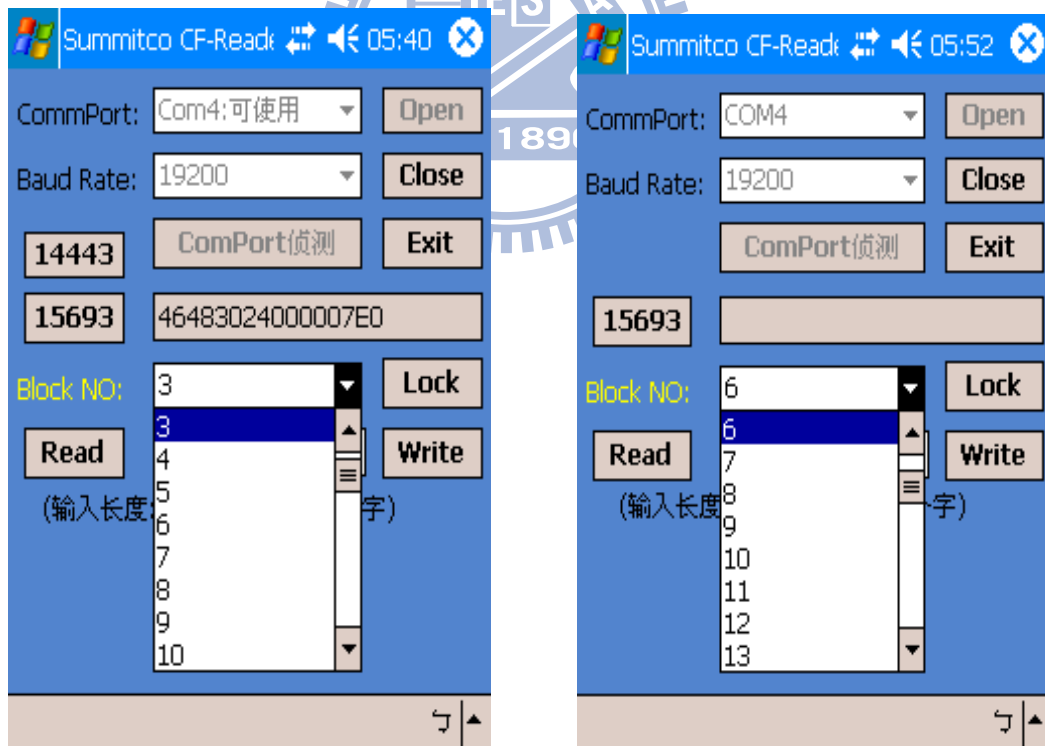 Summitco CF-Reade
05:40
CommPort:
Com4:可使用
Open
Baud Rate:
19200
Close
ComPort侦测
Exit
14443
15693
46483024000007E0
Block NO:
3
Lock
Read
Write
3
4
5
6
7
8
9
10
(输入长度:
字)
ㄅ
ES
1896
Summitco CF-Reade
05:52
CommPort:
COM4
Open
Baud Rate:
19200
Close
ComPort侦测
Exit
15693
Block NO:
6
Lock
Read
Write
6
7
8
9
10
11
12
13
(输入长度
字)
ㄅ